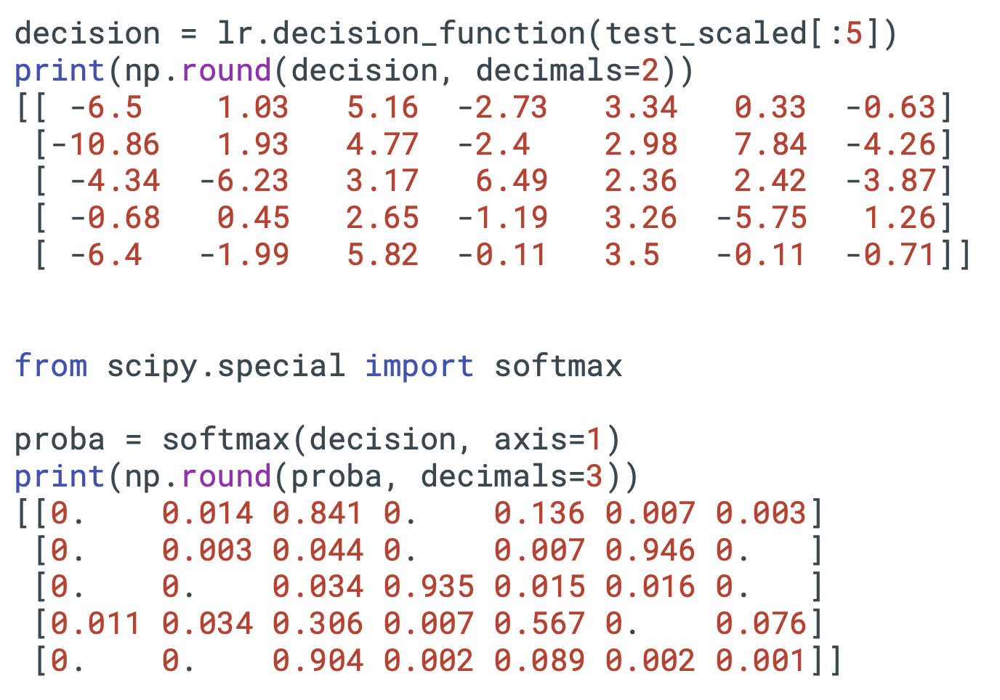 decision = lr.decision_function(test_scaled[:5])
print(np.round(decision, decimals=2))
[[ -6.5    1.03   5.16  -2.73   3.34   0.33  -0.63]
 [-10.86   1.93   4.77  -2.4    2.98   7.84  -4.26]
 [ -4.34  -6.23   3.17   6.49   2.36   2.42  -3.87]
 [ -0.68   0.45   2.65  -1.19   3.26  -5.75   1.26]
 [ -6.4   -1.99   5.82  -0.11   3.5   -0.11  -0.71]]
from scipy.special import softmax
proba = softmax(decision, axis=1)
print(np.round(proba, decimals=3))
[[0.    0.014 0.841 0.    0.136 0.007 0.003]
 [0.    0.003 0.044 0.    0.007 0.946 0.   ]
 [0.    0.    0.034 0.935 0.015 0.016 0.   ]
 [0.011 0.034 0.306 0.007 0.567 0.    0.076]
 [0.    0.    0.904 0.002 0.089 0.002 0.001]]